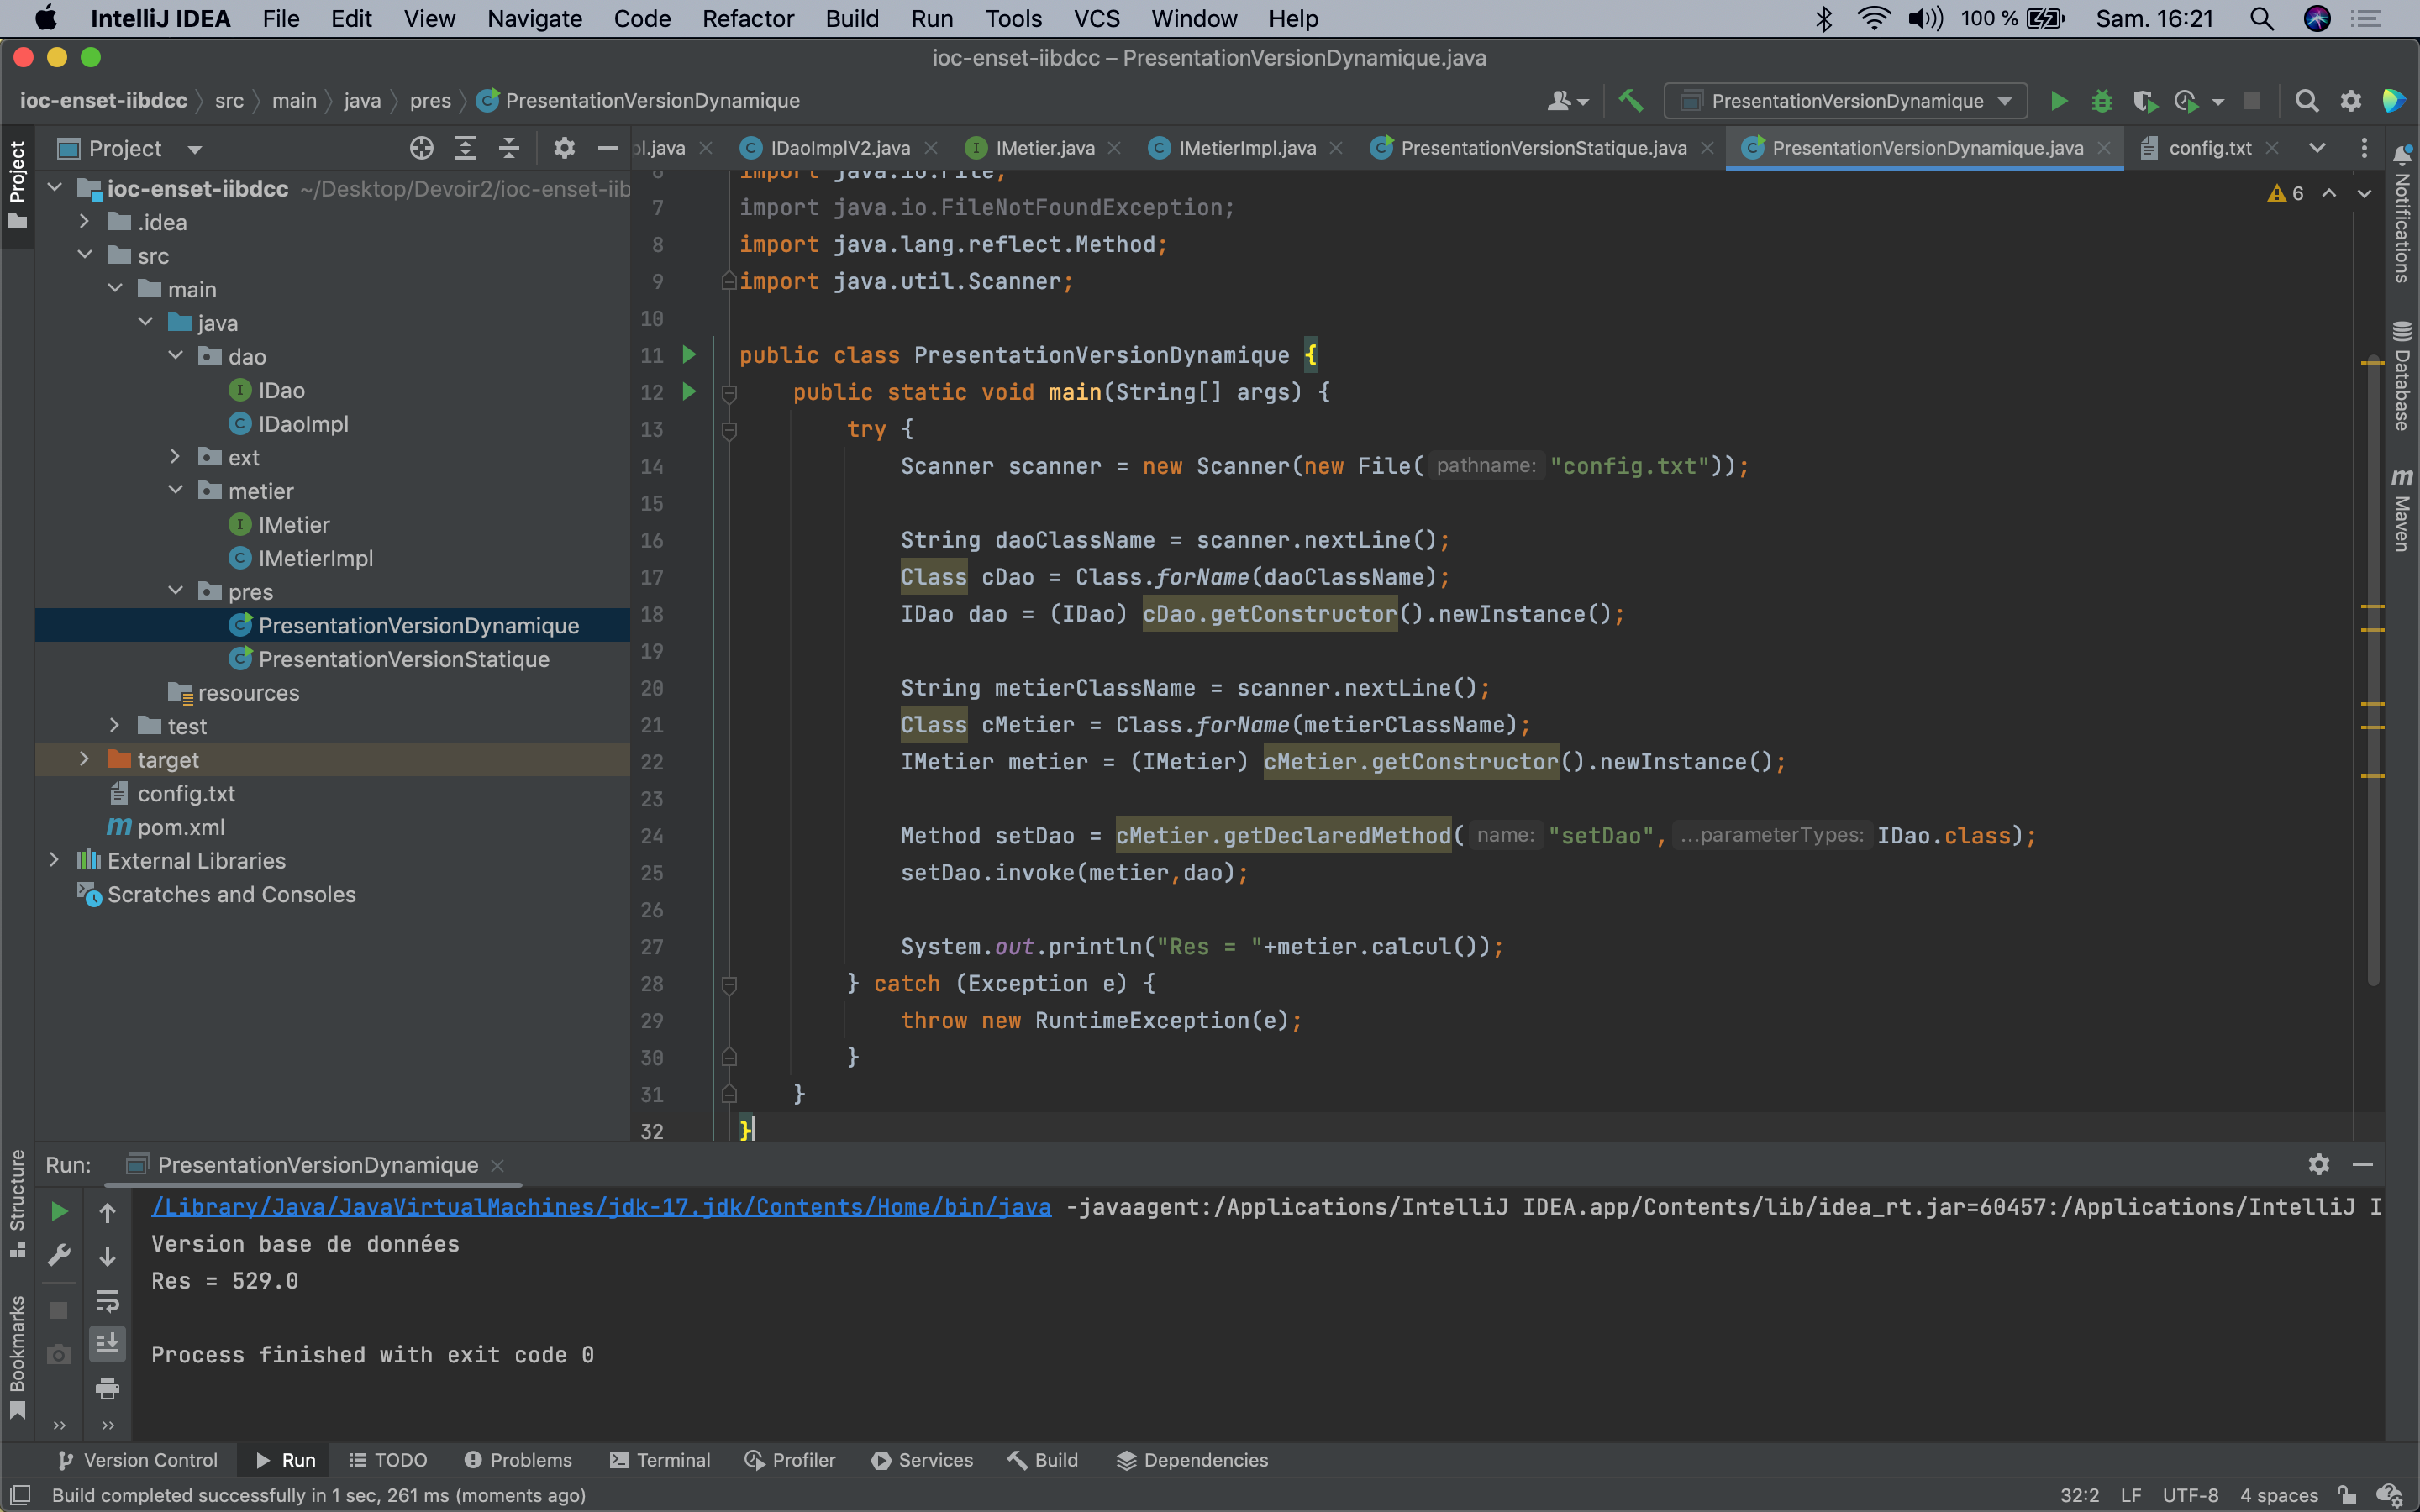 IntelliJ IDEA File Edit View Navigate Code Refactor Build Run Tools VCS Window Help 100 % Sam. 16:21
ioc-enset-iibdcc – PresentationVersionDynamique.java
ioc-enset-iibdcc src main java pres PresentationVersionDynamique PresentationVersionDynamique
Project
Project
pl.java IDaoImplV2.java IMetier.java IMetierImpl.java PresentationVersionStatique.java PresentationVersionDynamique.java config.txt
ioc-enset-iibdcc ~/Desktop/Devoir2/ioc-enset-iib
.idea
src
main
java
dao
IDao
IDaoImpl
ext
metier
IMetier
IMetierImpl
pres
PresentationVersionDynamique
PresentationVersionStatique
resources
test
target
config.txt
pom.xml
External Libraries
Scratches and Consoles
6
6 import java.io.File;
7 import java.io.FileNotFoundException;
8 import java.lang.reflect.Method;
9 import java.util.Scanner;
10
11 public class PresentationVersionDynamique {
12 public static void main(String[] args) {
13 try {
14 Scanner scanner = new Scanner(new File( pathname: "config.txt"));
15
16 String daoClassName = scanner.nextLine();
17 Class cDao = Class.forName(daoClassName);
18 IDao dao = (IDao) cDao.getConstructor().newInstance();
19
20 String metierClassName = scanner.nextLine();
21 Class cMetier = Class.forName(metierClassName);
22 IMetier metier = (IMetier) cMetier.getConstructor().newInstance();
23
24 Method setDao = cMetier.getDeclaredMethod( name: "setDao", ...parameterTypes: IDao.class);
25 setDao.invoke(metier,dao);
26
27 System.out.println("Res = "+metier.calcul());
28 } catch (Exception e) {
29 throw new RuntimeException(e);
30 }
31 }
32 }
Notifications
Database
m Maven
Structure
Bookmarks
Run: PresentationVersionDynamique
/Library/Java/JavaVirtualMachines/jdk-17.jdk/Contents/Home/bin/java -javaagent:/Applications/IntelliJ IDEA.app/Contents/lib/idea_rt.jar=60457:/Applications/IntelliJ I
Version base de données
Res = 529.0
Process finished with exit code 0
Version Control Run TODO Problems Terminal Profiler Services Build Dependencies
Build completed successfully in 1 sec, 261 ms (moments ago) 32:2 LF UTF-8 4 spaces